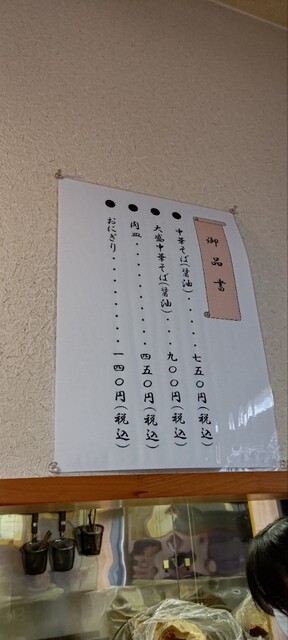 御品書
●中華そば(醤油)・・・・・七五〇円(税込)
●大盛中華そば(醤油)・・・九〇〇円(税込)
●肉皿・・・・・・・・・・四五〇円(税込)
●おにぎり・・・・・・・・一四〇円(税込)